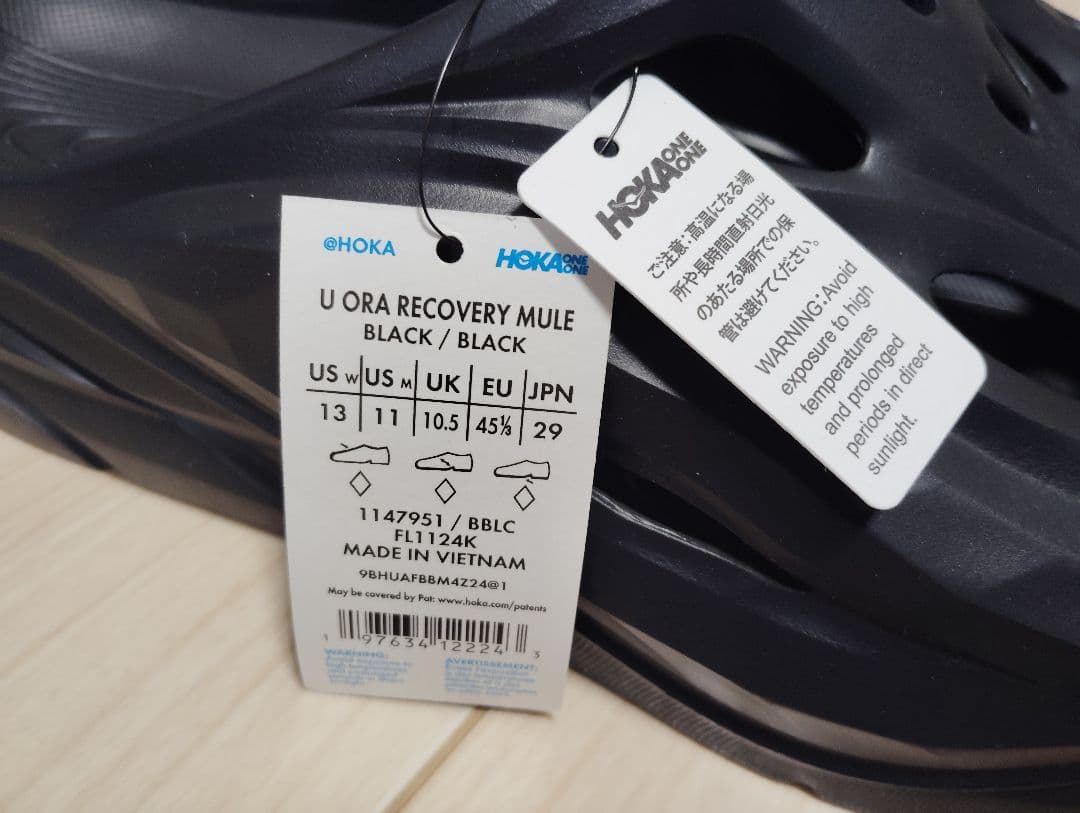 @HOKA
HOKA ONE ONE
U ORA RECOVERY MULE
BLACK / BLACK
US W US M UK EU JPN
13 11 10.5 45⅓ 29
1147951 / BBLC
FL1124K
MADE IN VIETNAM
9BHUAFBBM4Z24@1
May be covered by Pat: www.hoka.com/patents
1 97634 12224 3
WARNING:
AVERTISSEMENT:
HOKA ONE ONE
ご注意:高温になる場
所や長時間直射日光
のあたる場所での保
管は避けてください。
WARNING: Avoid
exposure to high
temperatures
and prolonged
periods in direct
sunlight.